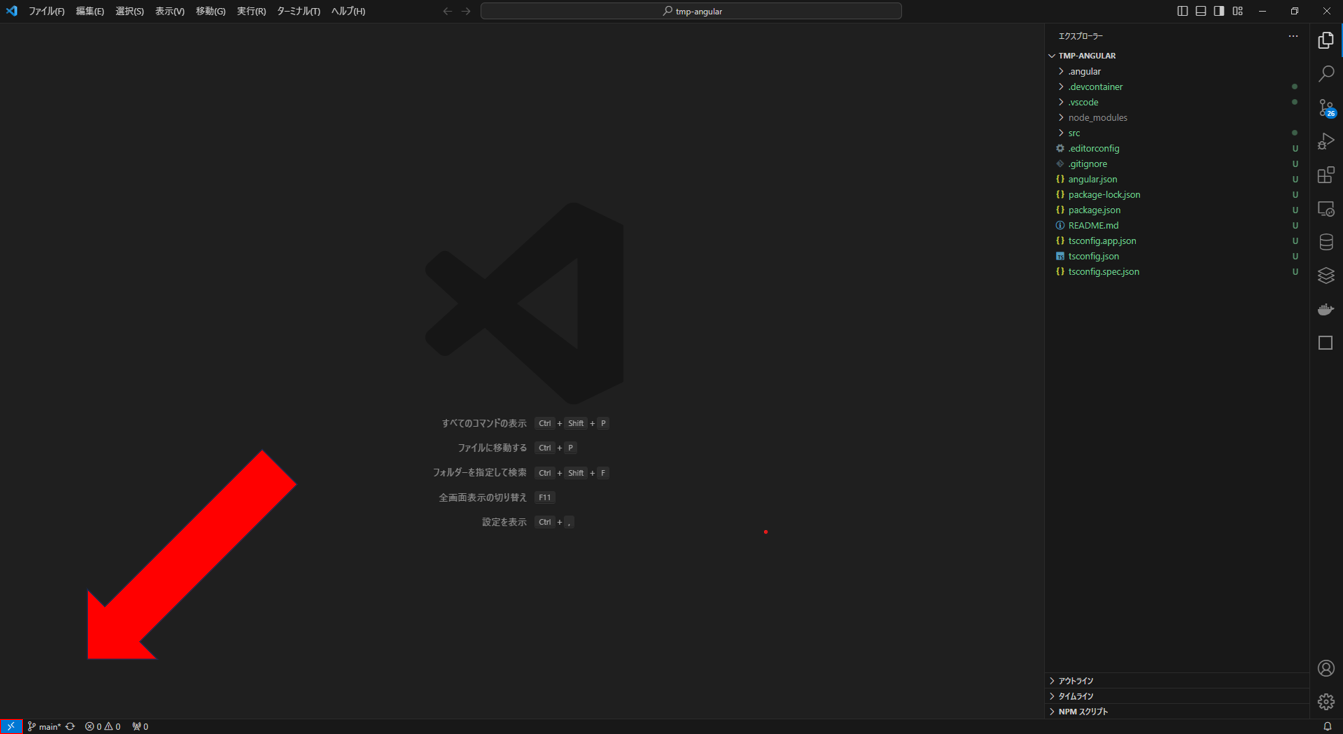 ファイル(F) 編集(E) 選択(S) 表示(V) 移動(G) 実行(R) ターミナル(T) ヘルプ(H)
tmp-angular
エクスプローラー
TMP-ANGULAR
.angular
.devcontainer
.vscode
node_modules
src
.editorconfig U
.gitignore U
{} angular.json U
{} package-lock.json U
{} package.json U
README.md U
{} tsconfig.app.json U
TS tsconfig.json U
{} tsconfig.spec.json U
26
すべてのコマンドの表示 Ctrl + Shift + P
ファイルに移動する Ctrl + P
フォルダーを指定して検索 Ctrl + Shift + F
全画面表示の切り替え F11
設定を表示 Ctrl + ,
アウトライン
タイムライン
NPM スクリプト
main* 0 0 0